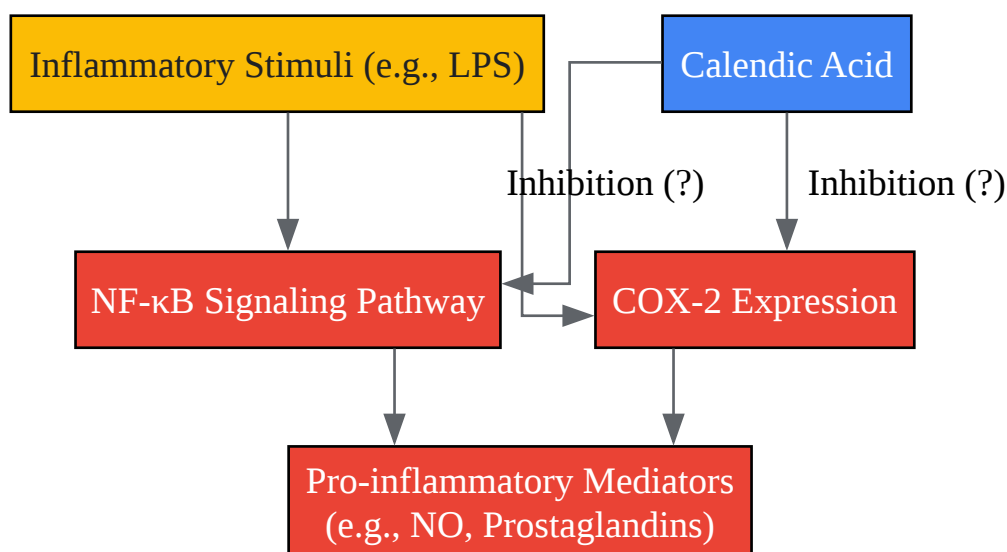 Inflammatory Stimuli (e.g., LPS)
Calendic Acid
Inhibition (?)
Inhibition (?)
NF-κB Signaling Pathway
COX-2 Expression
Pro-inflammatory Mediators
(e.g., NO, Prostaglandins)